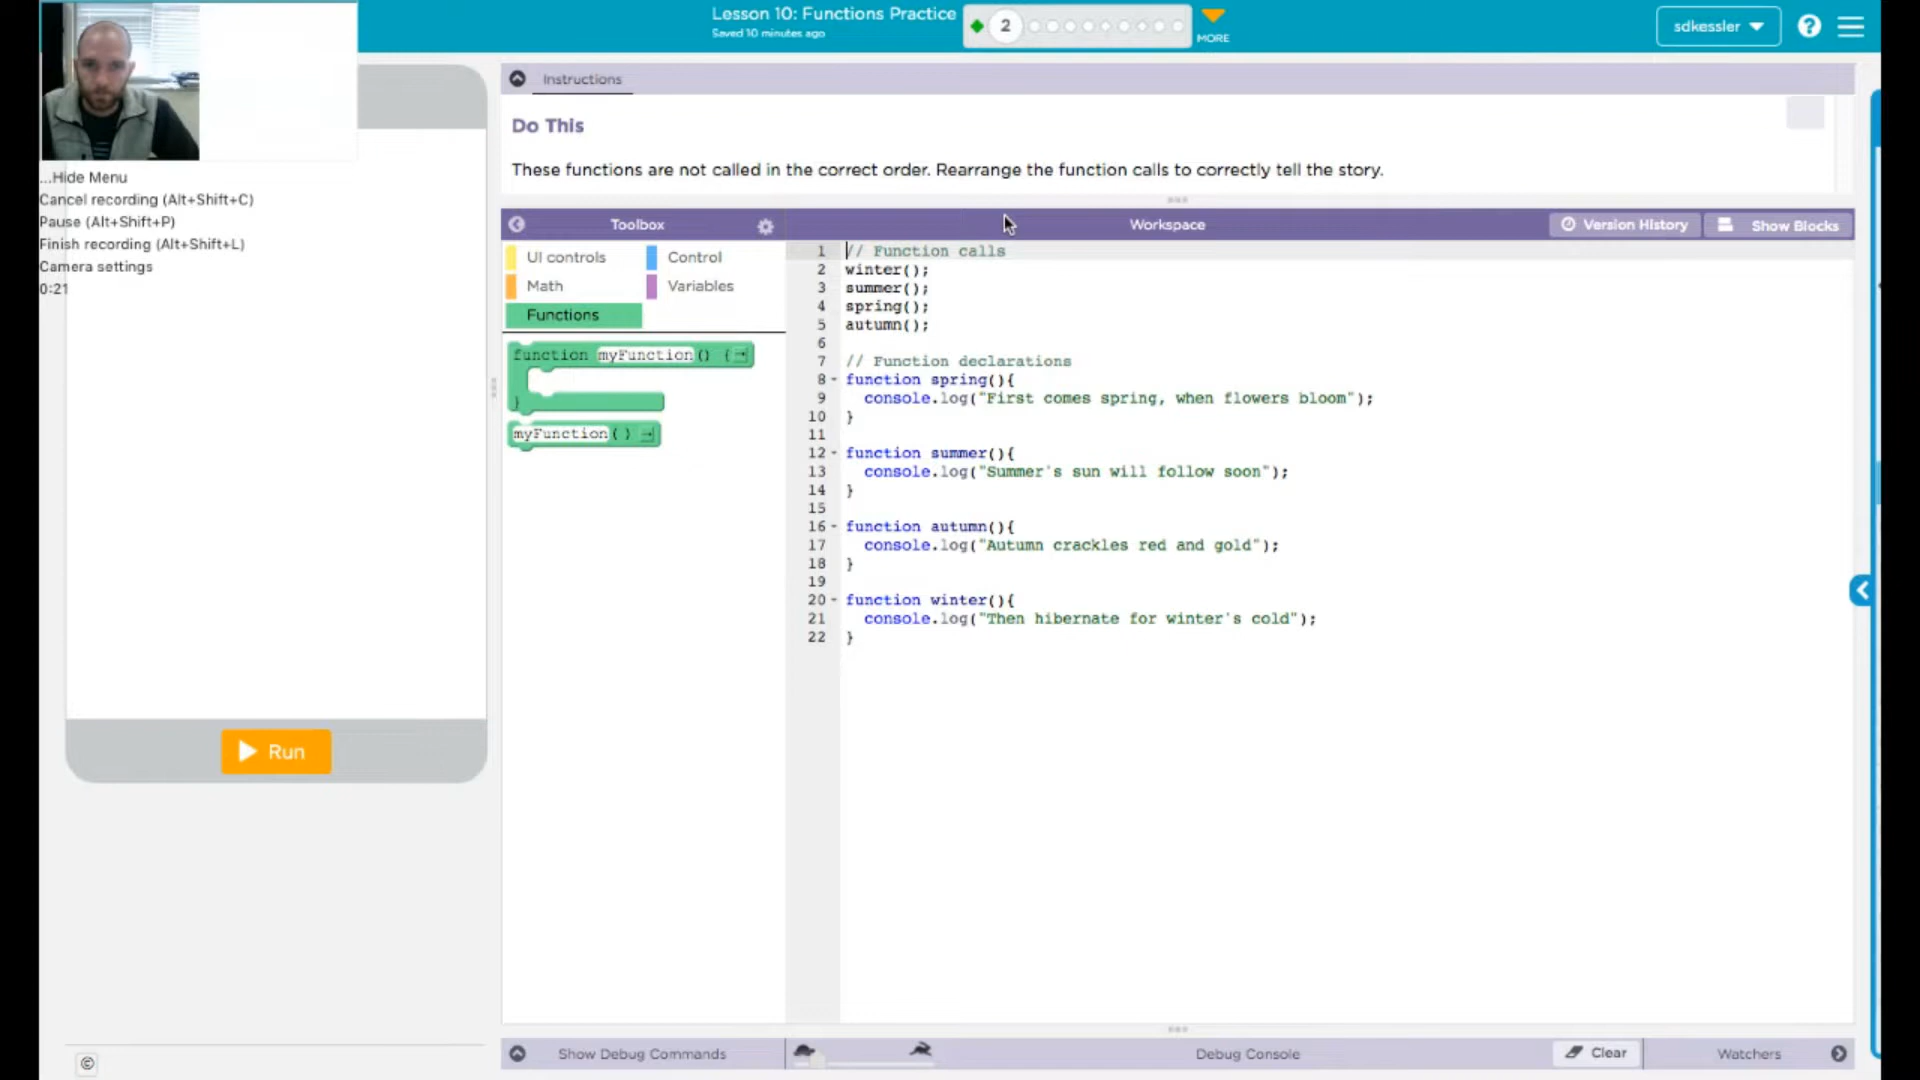 Lesson 10: Functions Practice
Saved 10 minutes ago
2
MORE
sdkessler
?
...Hide Menu
Cancel recording (Alt+Shift+C)
Pause (Alt+Shift+P)
Finish recording (Alt+Shift+L)
Camera settings
0:21
Run
©
Instructions
Do This
These functions are not called in the correct order. Rearrange the function calls to correctly tell the story.
Toolbox
Workspace
Version History
Show Blocks
UI controls
Control
Math
Variables
Functions
function myFunction() {
}
myFunction()
1 // Function calls
2 winter();
3 summer();
4 spring();
5 autumn();
6
7 // Function declarations
8 function spring(){
9 console.log("First comes spring, when flowers bloom");
10 }
11
12 function summer(){
13 console.log("Summer's sun will follow soon");
14 }
15
16 function autumn(){
17 console.log("Autumn crackles red and gold");
18 }
19
20 function winter(){
21 console.log("Then hibernate for winter's cold");
22 }
Show Debug Commands
Debug Console
Clear
Watchers